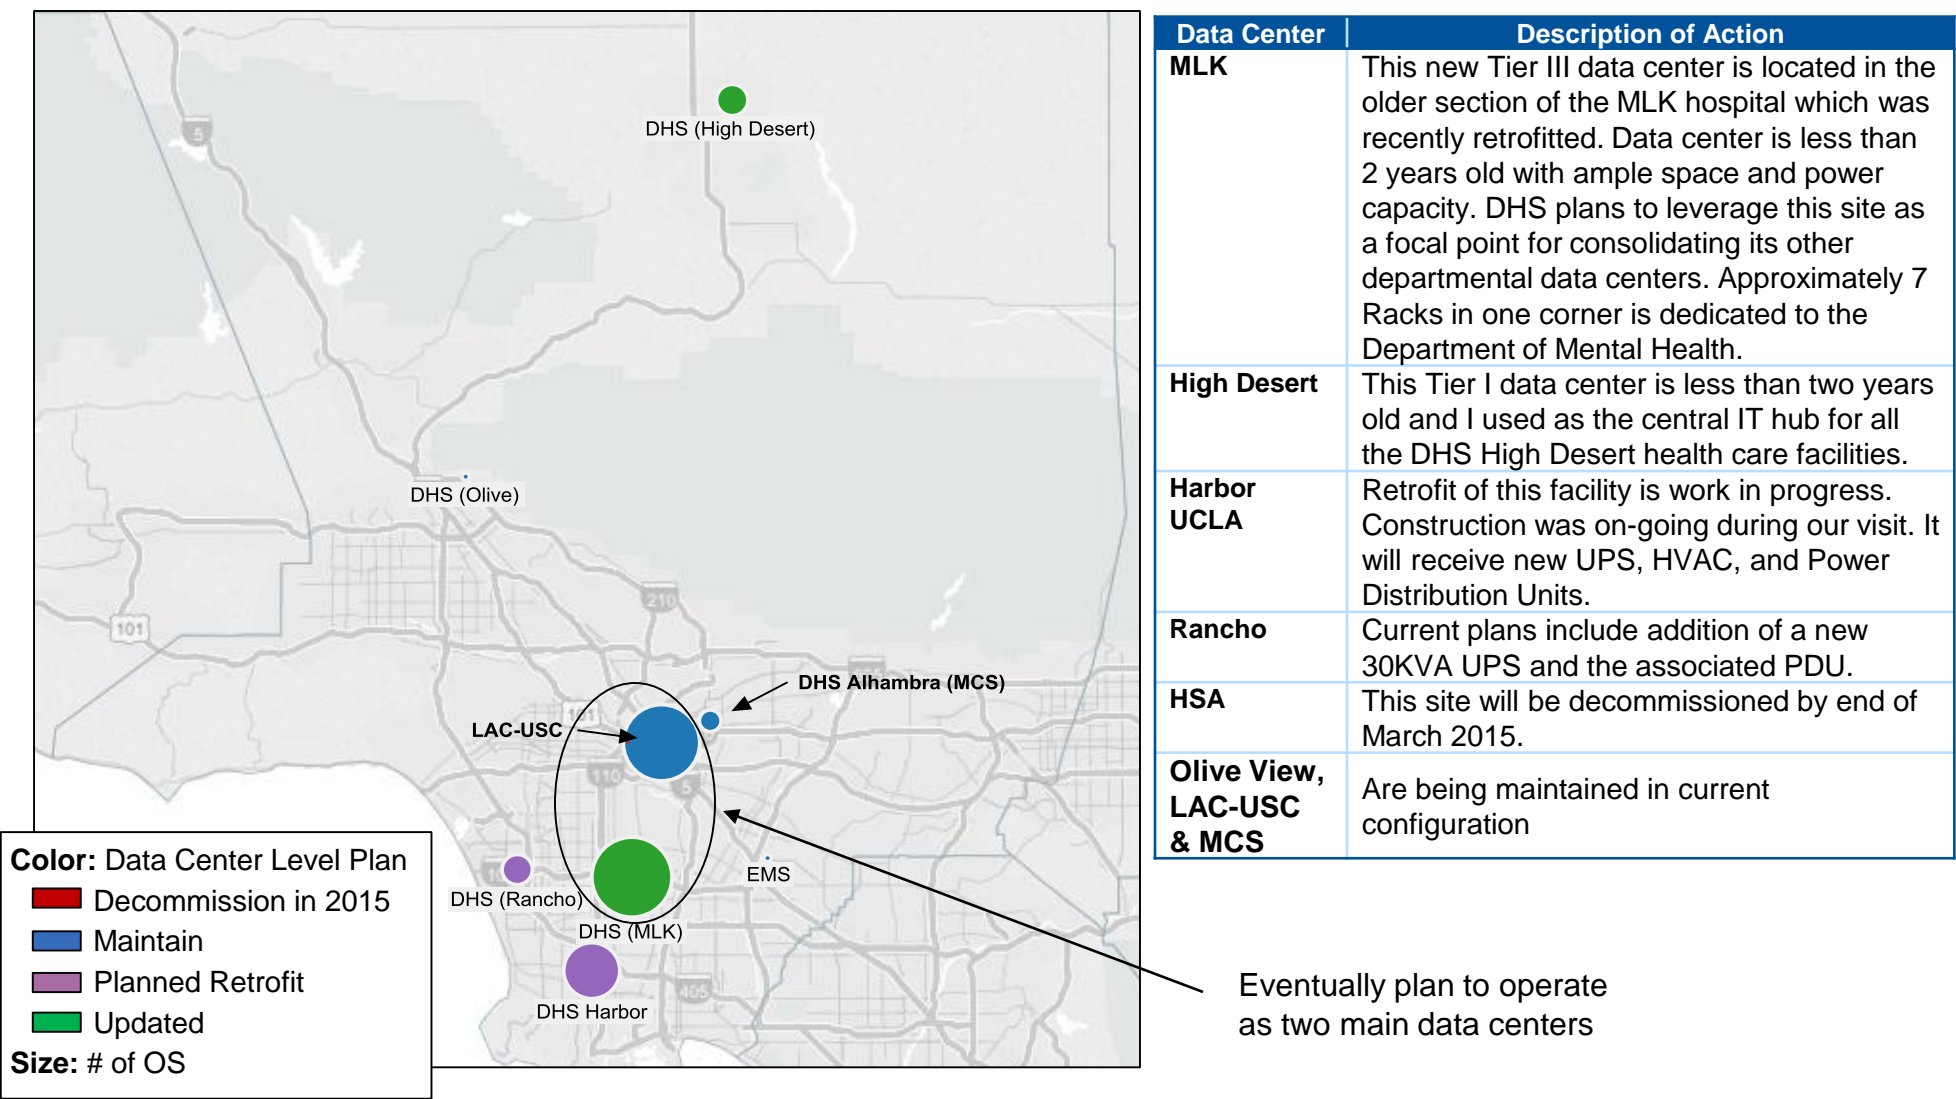 5
DHS (High Desert)
DHS (Olive)
210
101
DHS Alhambra (MCS)
101
LAC-USC
110
5
EMS
DHS (Rancho)
DHS (MLK)
405
DHS Harbor
Color: Data Center Level Plan
Decommission in 2015
Maintain
Planned Retrofit
Updated
Size: # of OS
Data Center
Description of Action
MLK
This new Tier III data center is located in the
older section of the MLK hospital which was
recently retrofitted. Data center is less than
2 years old with ample space and power
capacity. DHS plans to leverage this site as
a focal point for consolidating its other
departmental data centers. Approximately 7
Racks in one corner is dedicated to the
Department of Mental Health.
High Desert
This Tier I data center is less than two years
old and I used as the central IT hub for all
the DHS High Desert health care facilities.
Harbor
UCLA
Retrofit of this facility is work in progress.
Construction was on-going during our visit. It
will receive new UPS, HVAC, and Power
Distribution Units.
Rancho
Current plans include addition of a new
30KVA UPS and the associated PDU.
HSA
This site will be decommissioned by end of
March 2015.
Olive View,
LAC-USC
& MCS
Are being maintained in current
configuration
Eventually plan to operate
as two main data centers